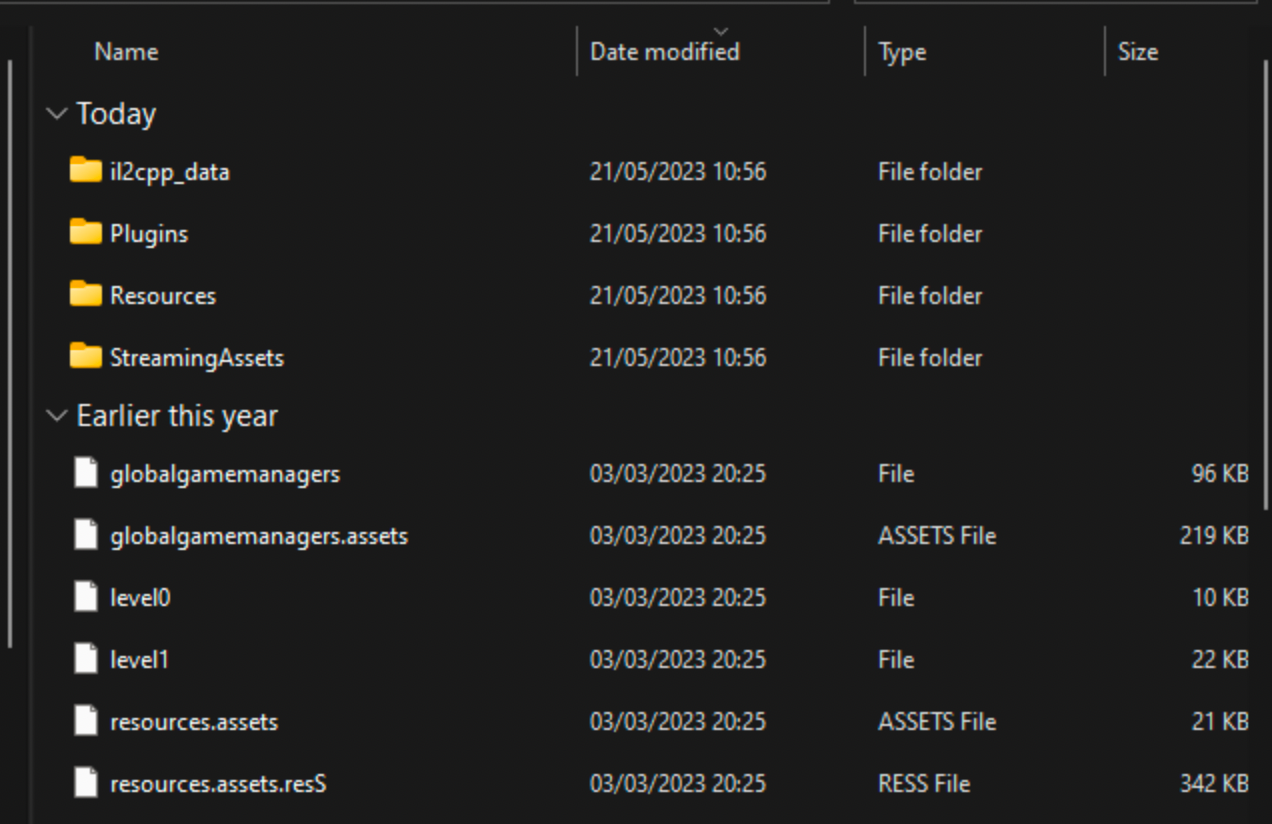 Name Date modified Type Size
Today
il2cpp_data 21/05/2023 10:56 File folder
Plugins 21/05/2023 10:56 File folder
Resources 21/05/2023 10:56 File folder
StreamingAssets 21/05/2023 10:56 File folder
Earlier this year
globalgamemanagers 03/03/2023 20:25 File 96 KB
globalgamemanagers.assets 03/03/2023 20:25 ASSETS File 219 KB
level0 03/03/2023 20:25 File 10 KB
level1 03/03/2023 20:25 File 22 KB
resources.assets 03/03/2023 20:25 ASSETS File 21 KB
resources.assets.resS 03/03/2023 20:25 RESS File 342 KB